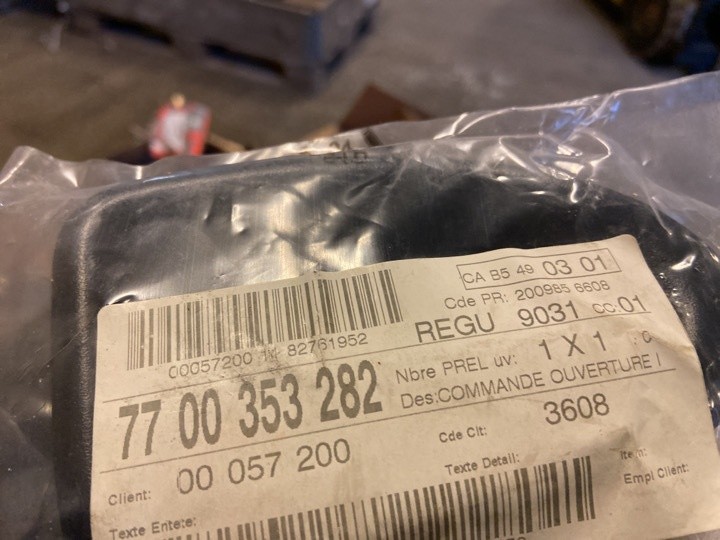 CA B5 49 03 01
Cde PR: 200985 6608
REGU 9031 CC:01
82761952
Nbre PREL uv: 1 X 1
77 00 353 282
Des:COMMANDE OUVERTURE I
Client: 00 057 200
Cde Clt: 3608
Texte Entete:
Texte Detail:
Empl Client: